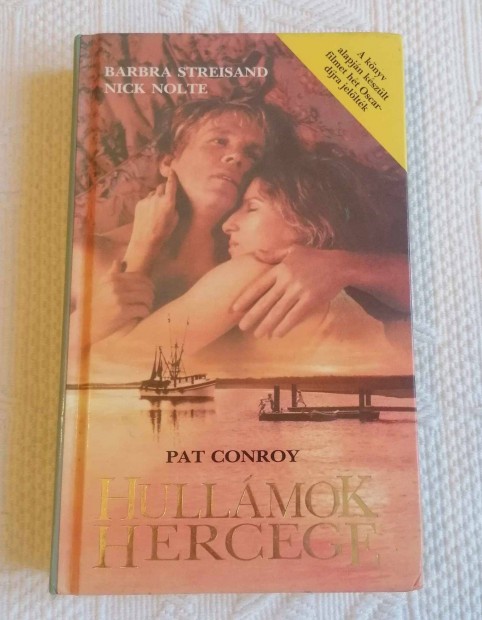 BARBRA STREISAND
NICK NOLTE
A könyv
alapján készült
filmet hét Oscar-
díjra jelölték
PAT CONROY
HULLÁMOK
HERCEGE